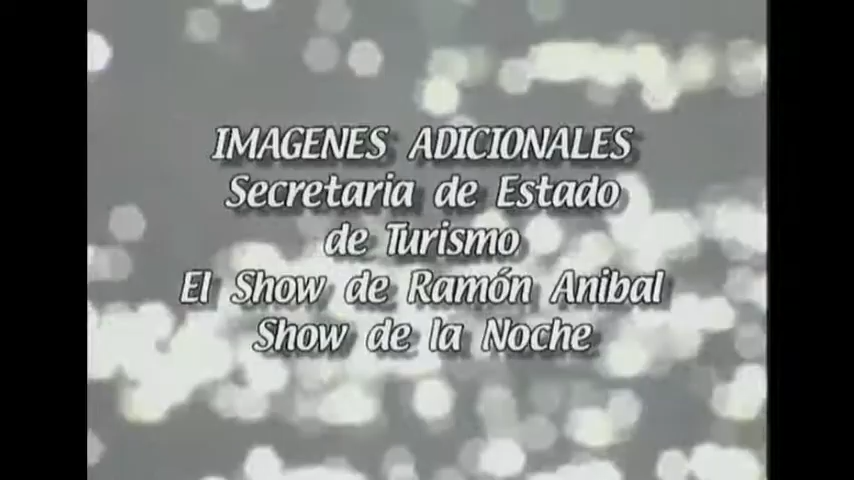 IMAGENES ADICIONALES
Secretaria de Estado
de Turismo
El Show de Ramón Anibal
Show de la Noche